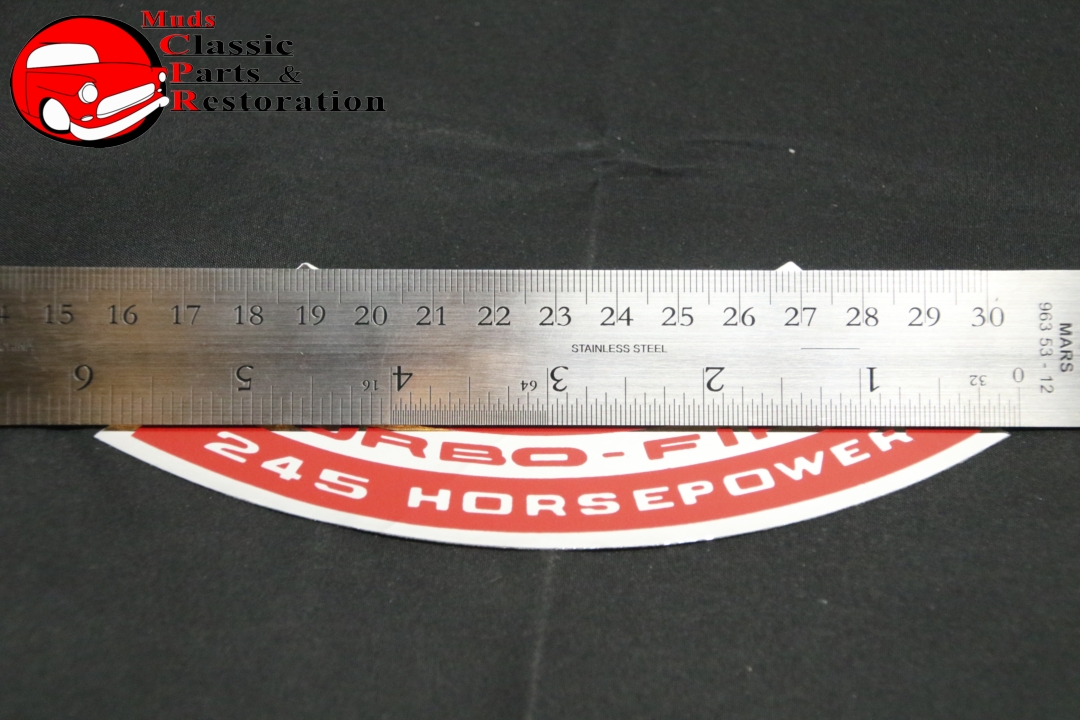 Muds
Classic
Parts &
Restoration
15 16 17 18 19 20 21 22 23 24 25 26 27 28 29 30
STAINLESS STEEL
MARS
963 53 - 12
6 5 16 4 64 3 2 1 32 0
245 HORSEPOWER